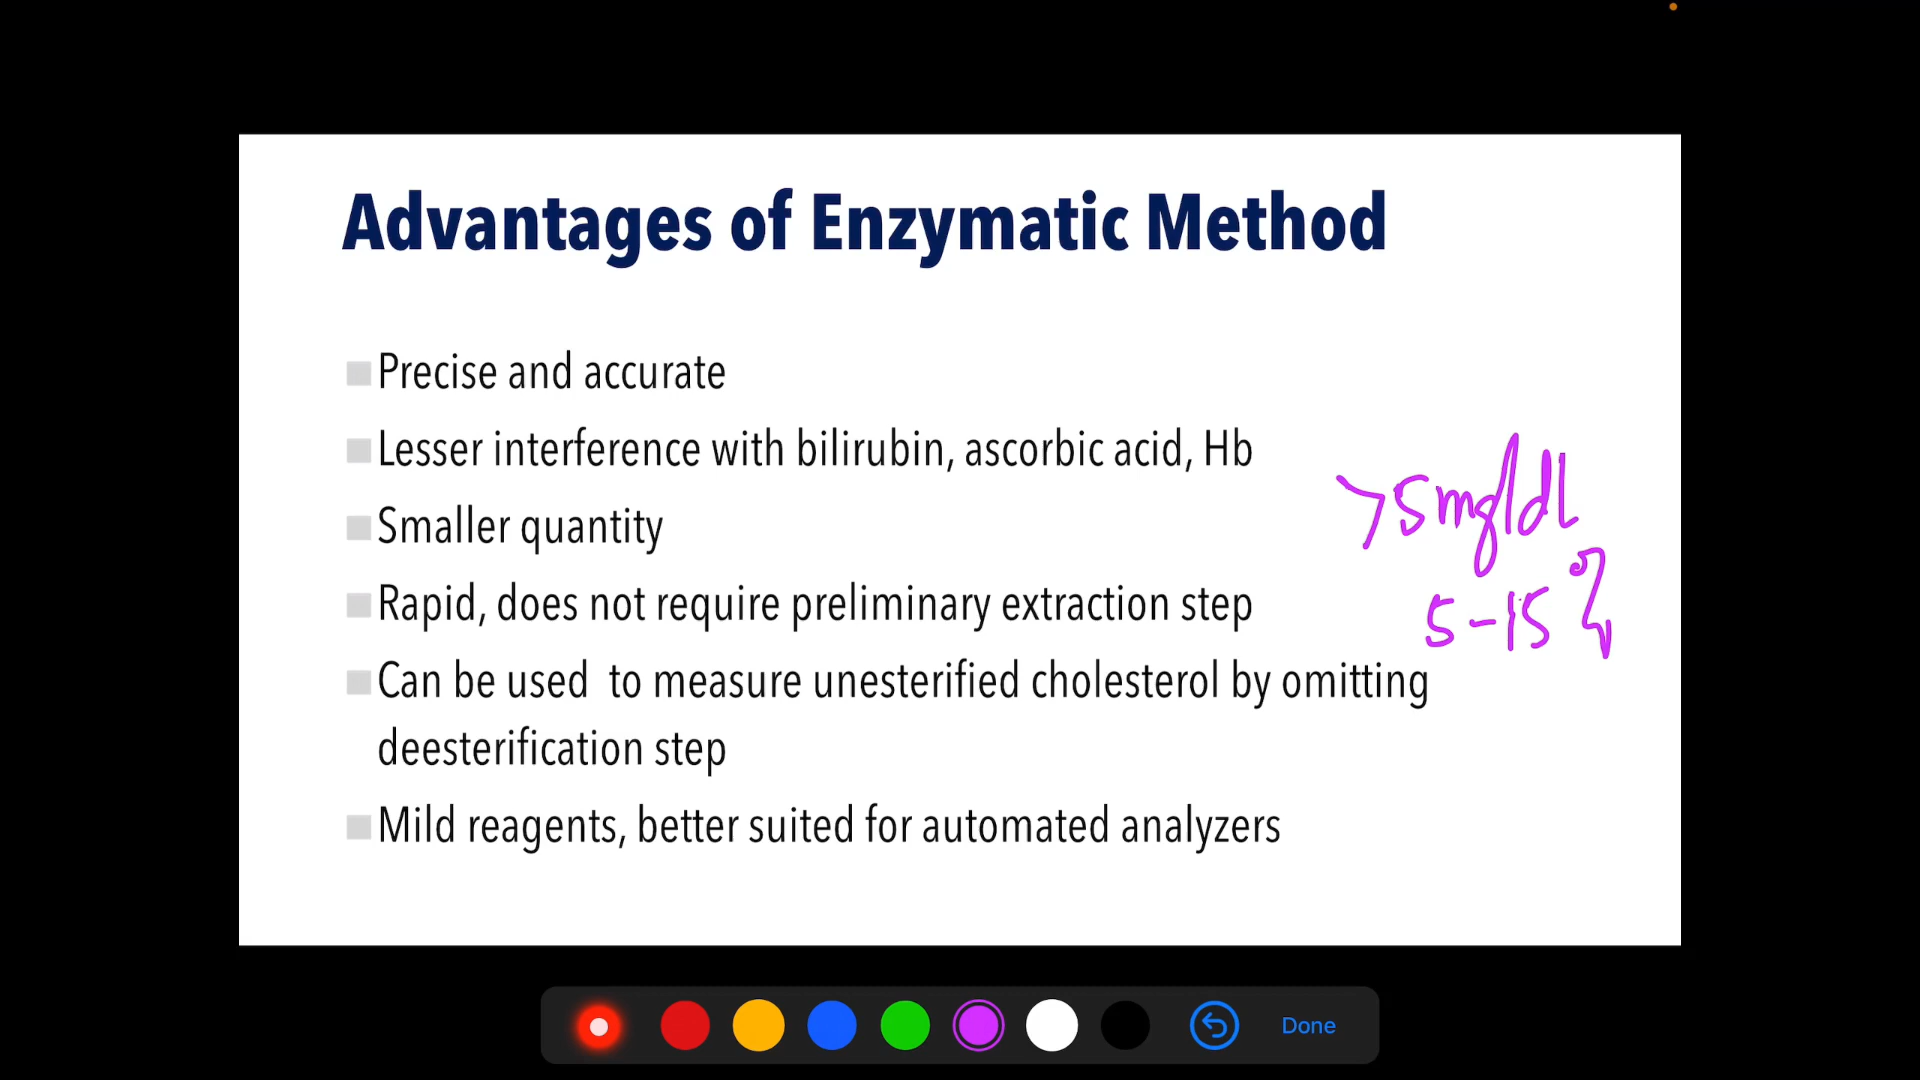 Advantages of Enzymatic Method
Precise and accurate
Lesser interference with bilirubin, ascorbic acid, Hb
>5mg/dL
Smaller quantity
Rapid, does not require preliminary extraction step
5-15%
Can be used to measure unesterified cholesterol by omitting
deesterification step
Mild reagents, better suited for automated analyzers
Done